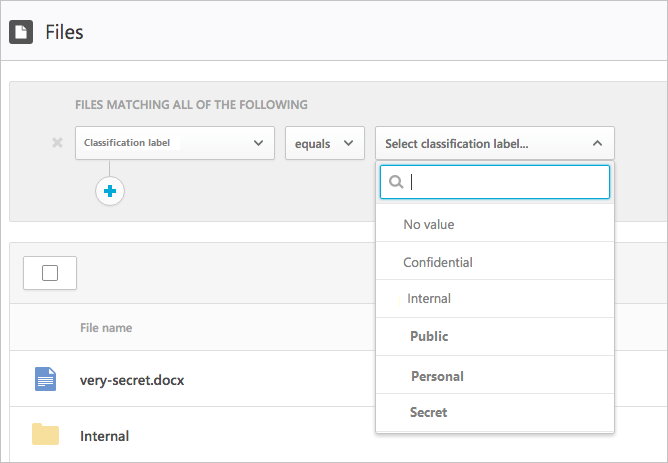 Files
FILES MATCHING ALL OF THE FOLLOWING
Classification label
equals
Select classification label...
No value
Confidential
Internal
Public
Personal
Secret
File name
very-secret.docx
Internal